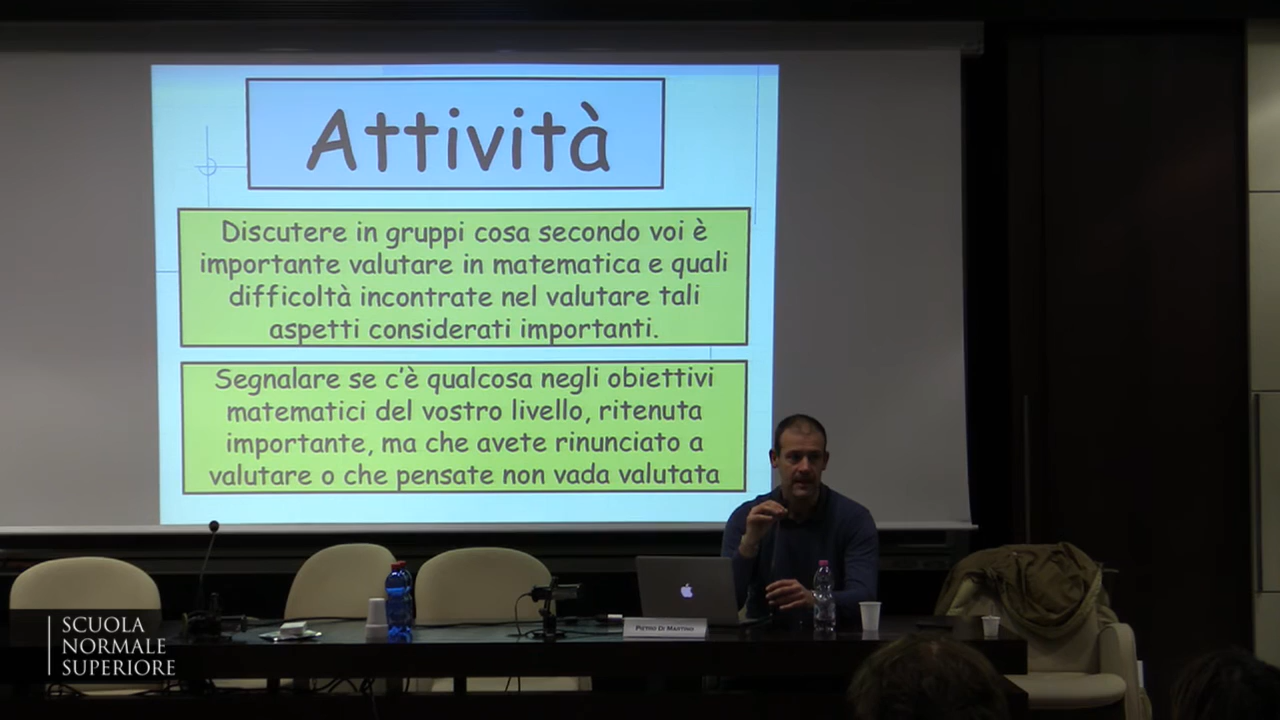 Attività
Discutere in gruppi cosa secondo voi è
importante valutare in matematica e quali
difficoltà incontrate nel valutare tali
aspetti considerati importanti.
Segnalare se c'è qualcosa negli obiettivi
matematici del vostro livello, ritenuta
importante, ma che avete rinunciato a
valutare o che pensate non vada valutata
PIETRO DI MARTINO
SCUOLA
NORMALE
SUPERIORE